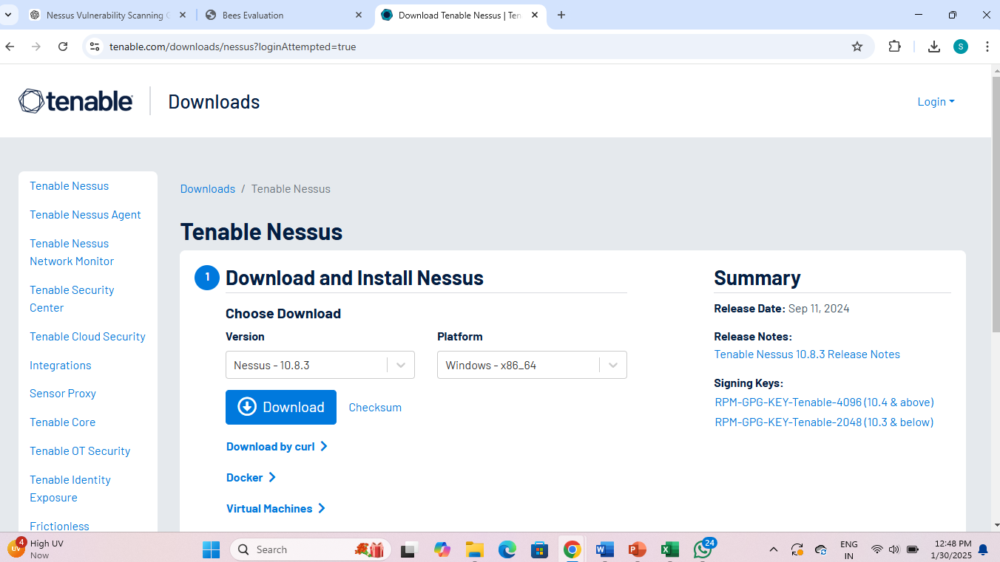 Nessus Vulnerability Scanning
Bees Evaluation
Download Tenable Nessus | Ten
tenable.com/downloads/nessus?loginAttempted=true
S
tenable
Downloads
Login
Tenable Nessus
Tenable Nessus Agent
Tenable Nessus
Network Monitor
Tenable Security
Center
Tenable Cloud Security
Integrations
Sensor Proxy
Tenable Core
Tenable OT Security
Tenable Identity
Exposure
Frictionless
Downloads / Tenable Nessus
Tenable Nessus
1 Download and Install Nessus
Choose Download
Version
Platform
Nessus - 10.8.3
Windows - x86_64
Download
Checksum
Download by curl
Docker
Virtual Machines
Summary
Release Date: Sep 11, 2024
Release Notes:
Tenable Nessus 10.8.3 Release Notes
Signing Keys:
RPM-GPG-KEY-Tenable-4096 (10.4 & above)
RPM-GPG-KEY-Tenable-2048 (10.3 & below)
UV
4
High UV
Now
Search
24
ENG
IN
12:48 PM
1/30/2025